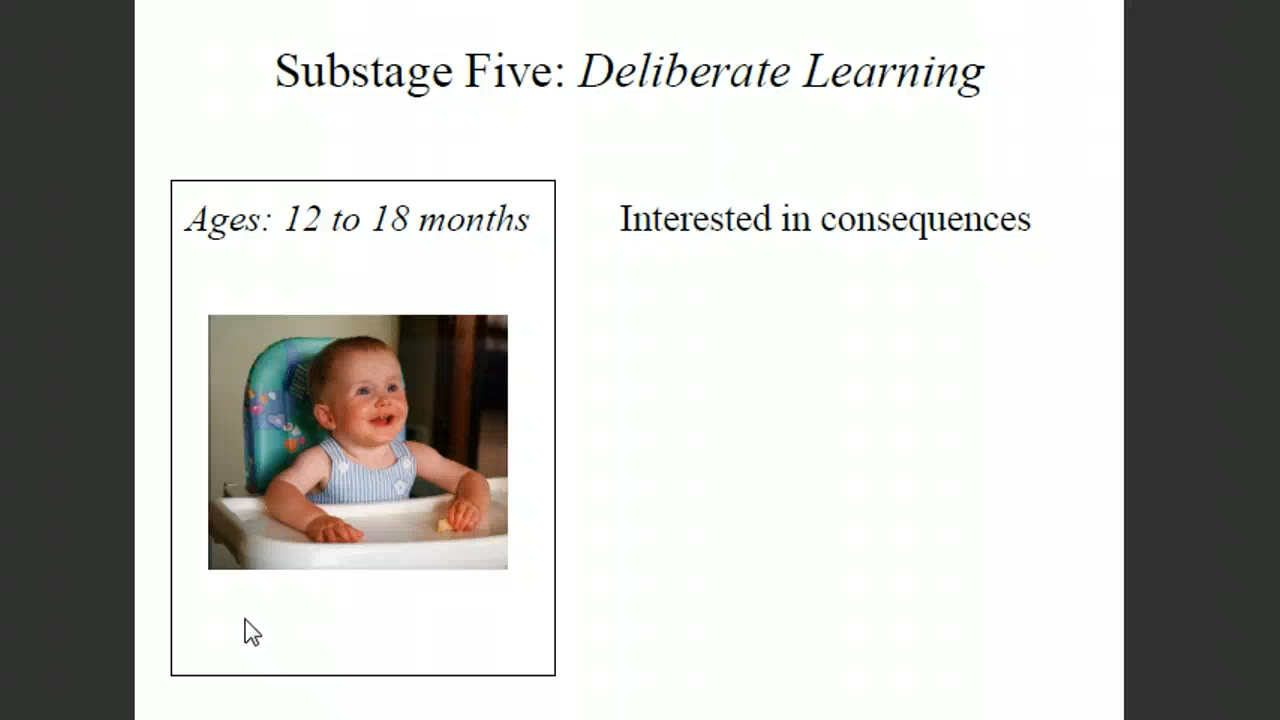 Substage Five: Deliberate Learning
Ages: 12 to 18 months
Interested in consequences